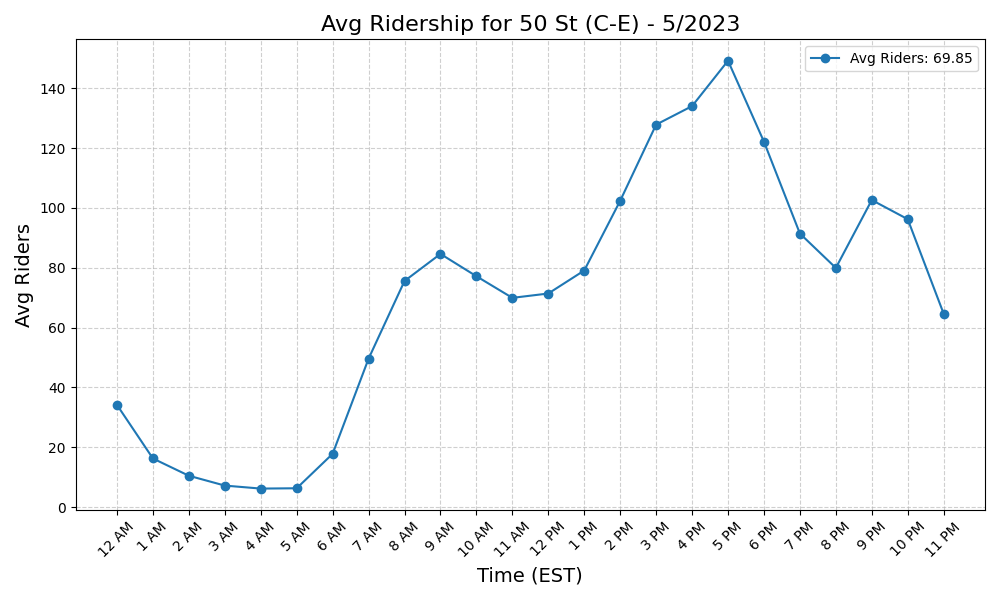 Avg Ridership for 50 St (C-E) - 5/2023
Avg Riders: 69.85
Avg Riders
140
120
100
80
60
40
20
0
12 AM
1 AM
2 AM
3 AM
4 AM
5 AM
6 AM
7 AM
8 AM
9 AM
10 AM
11 AM
12 PM
1 PM
2 PM
3 PM
4 PM
5 PM
6 PM
7 PM
8 PM
9 PM
10 PM
11 PM
Time (EST)